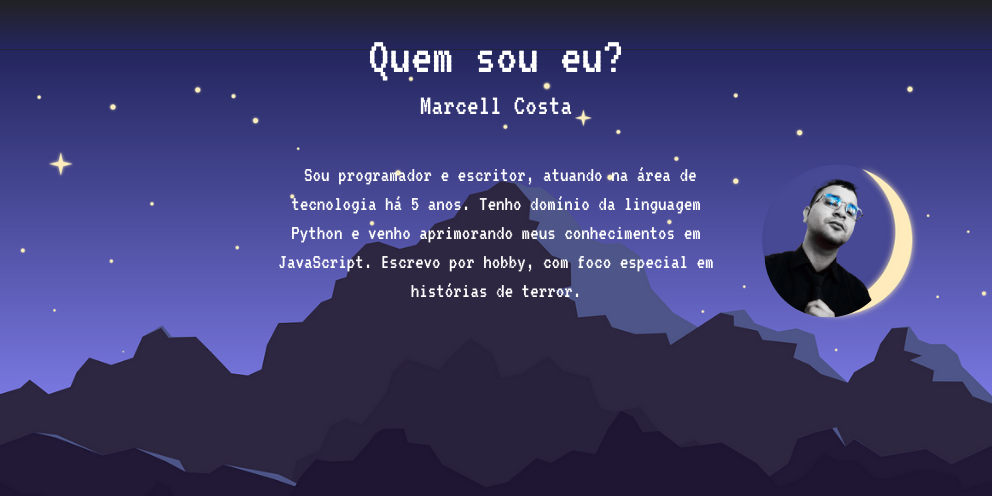 Quem sou eu?
Marcell Costa
Sou programador e escritor, atuando na área de
tecnologia há 5 anos. Tenho domínio da linguagem
Python e venho aprimorando meus conhecimentos em
JavaScript. Escrevo por hobby, com foco especial em
histórias de terror.